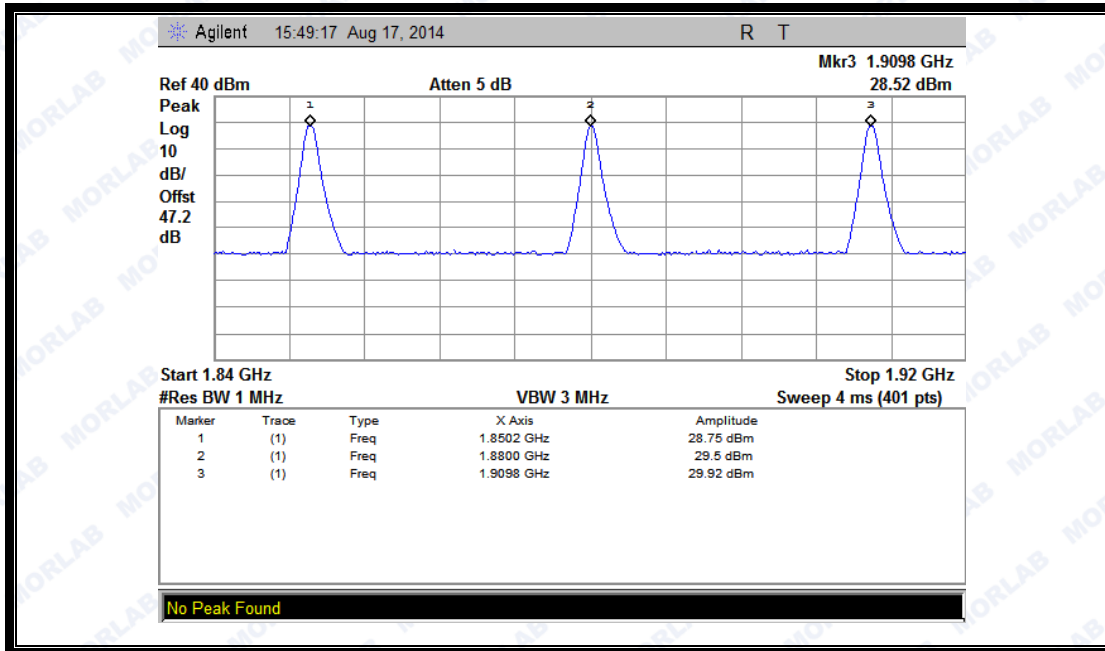 Agilent 15:49:17 Aug 17, 2014 R T
Mkr3 1.9098 GHz
Ref 40 dBm Atten 5 dB 28.52 dBm
Peak
Log
10
dB/
Offst
47.2
dB
1 2 3
Start 1.84 GHz Stop 1.92 GHz
#Res BW 1 MHz VBW 3 MHz Sweep 4 ms (401 pts)
Marker Trace Type X Axis Amplitude
1 (1) Freq 1.8502 GHz 28.75 dBm
2 (1) Freq 1.8800 GHz 29.5 dBm
3 (1) Freq 1.9098 GHz 29.92 dBm
No Peak Found
MORLAB